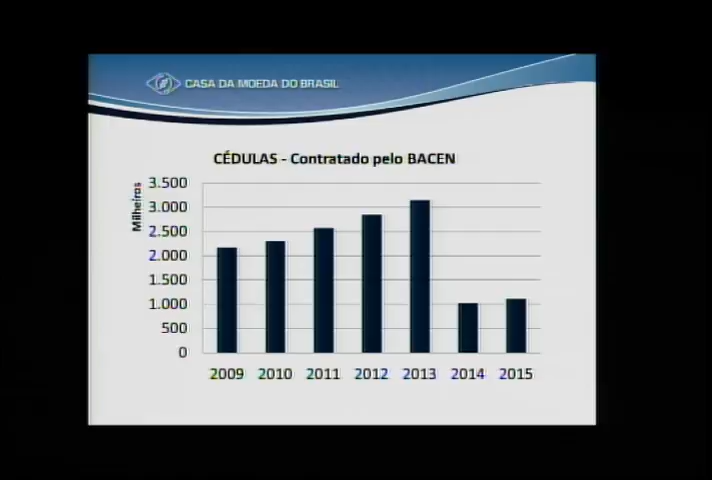 CASA DA MOEDA DO BRASIL
CÉDULAS - Contratado pelo BACEN
Milheiros
3.500
3.000
2.500
2.000
1.500
1.000
500
0
2009 2010 2011 2012 2013 2014 2015